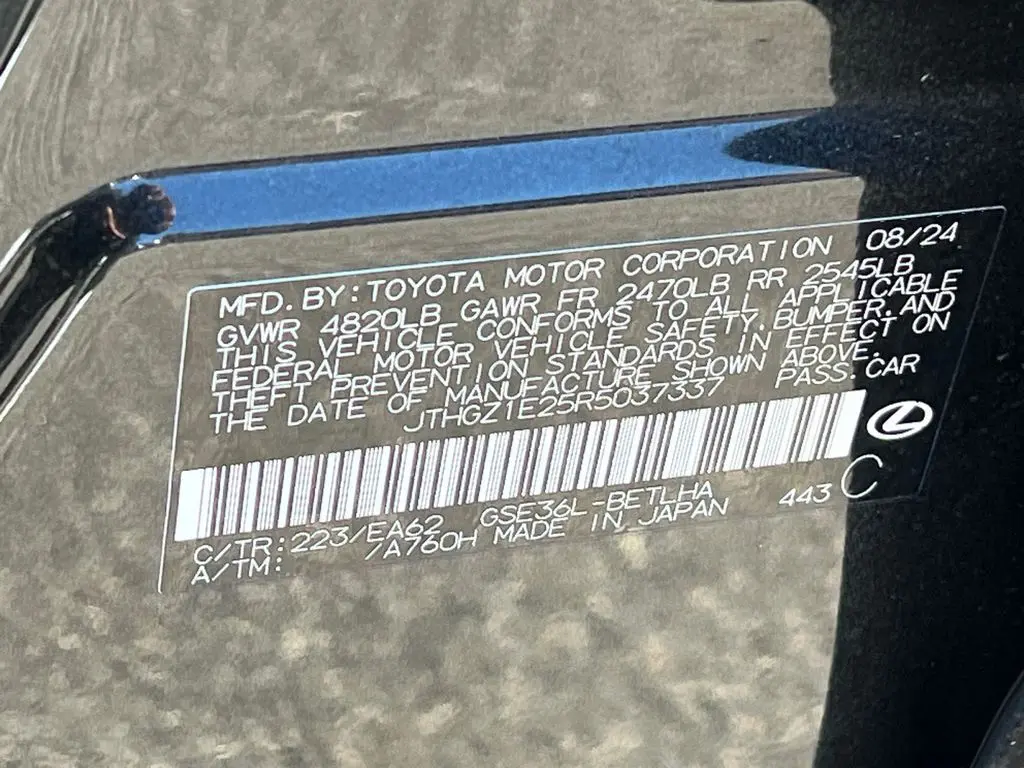 MFD. BY: TOYOTA MOTOR CORPORATION 08/24
GVWR 4820LB GAWR FR 2470LB RR 2545LB
THIS VEHICLE CONFORMS TO ALL APPLICABLE
FEDERAL MOTOR VEHICLE SAFETY, BUMPER, AND
THEFT PREVENTION STANDARDS IN EFFECT ON
THE DATE OF MANUFACTURE SHOWN ABOVE.
JTHGZ1E25R5037337 PASS. CAR
C/TR: 223/EA62 GSE36L-BETLHA 443 C
A/TM: /A760H MADE IN JAPAN